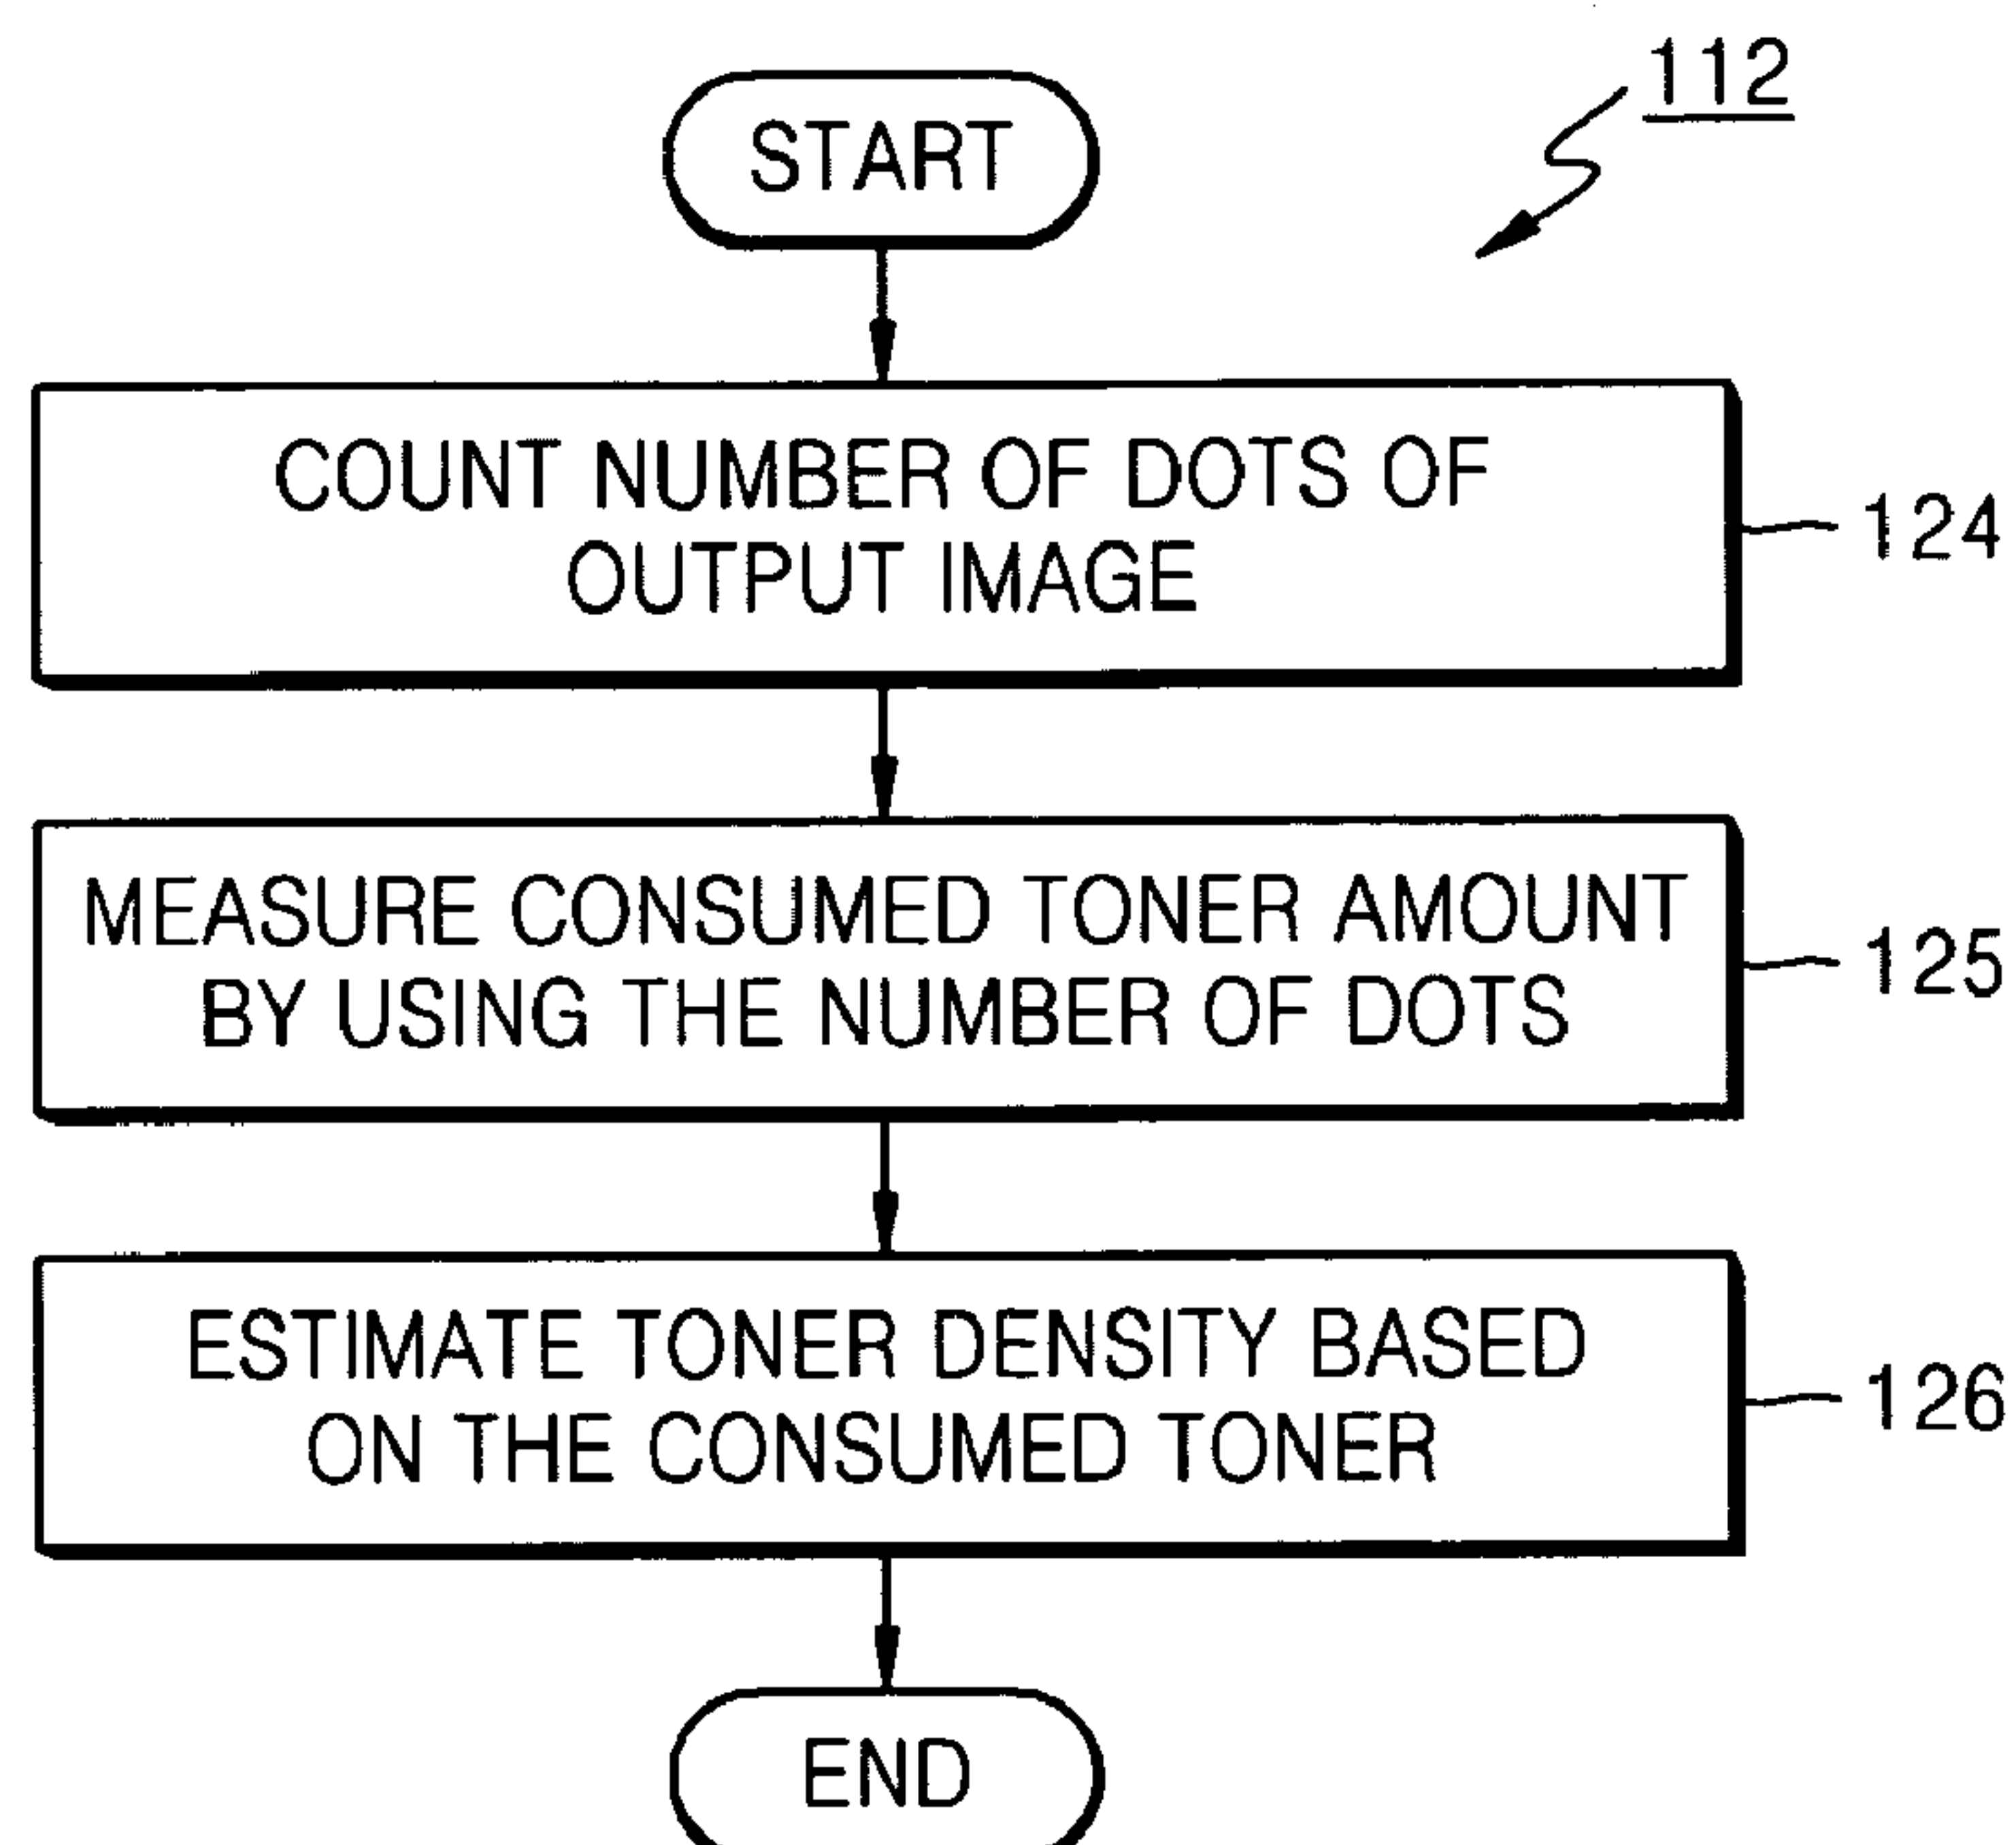 START
112
COUNT NUMBER OF DOTS OF
OUTPUT IMAGE
124
MEASURE CONSUMED TONER AMOUNT
BY USING THE NUMBER OF DOTS
125
ESTIMATE TONER DENSITY BASED
ON THE CONSUMED TONER
126
END